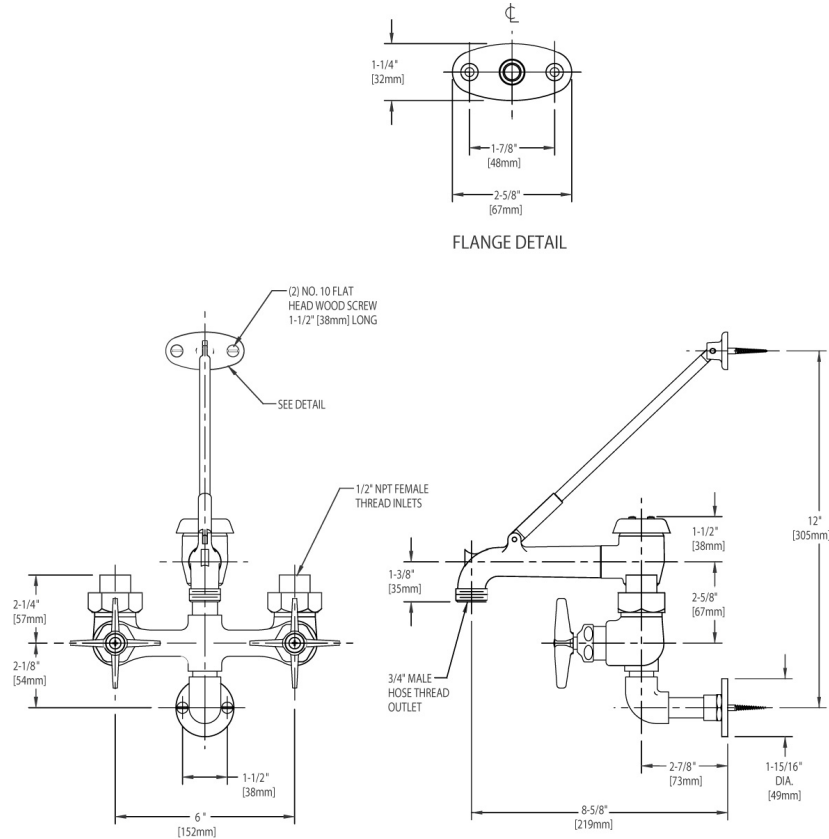 ℄
1-1/4"
[32mm]
1-7/8"
[48mm]
2-5/8"
[67mm]
FLANGE DETAIL
(2) NO. 10 FLAT
HEAD WOOD SCREW
1-1/2" [38mm] LONG
SEE DETAIL
1/2" NPT FEMALE
THREAD INLETS
12"
[305mm]
1-1/2"
[38mm]
1-3/8"
[35mm]
2-5/8"
[67mm]
2-1/4"
[57mm]
2-1/8"
[54mm]
3/4" MALE
HOSE THREAD
OUTLET
1-1/2"
[38mm]
6"
[152mm]
2-7/8"
[73mm]
1-15/16"
DIA.
[49mm]
8-5/8"
[219mm]